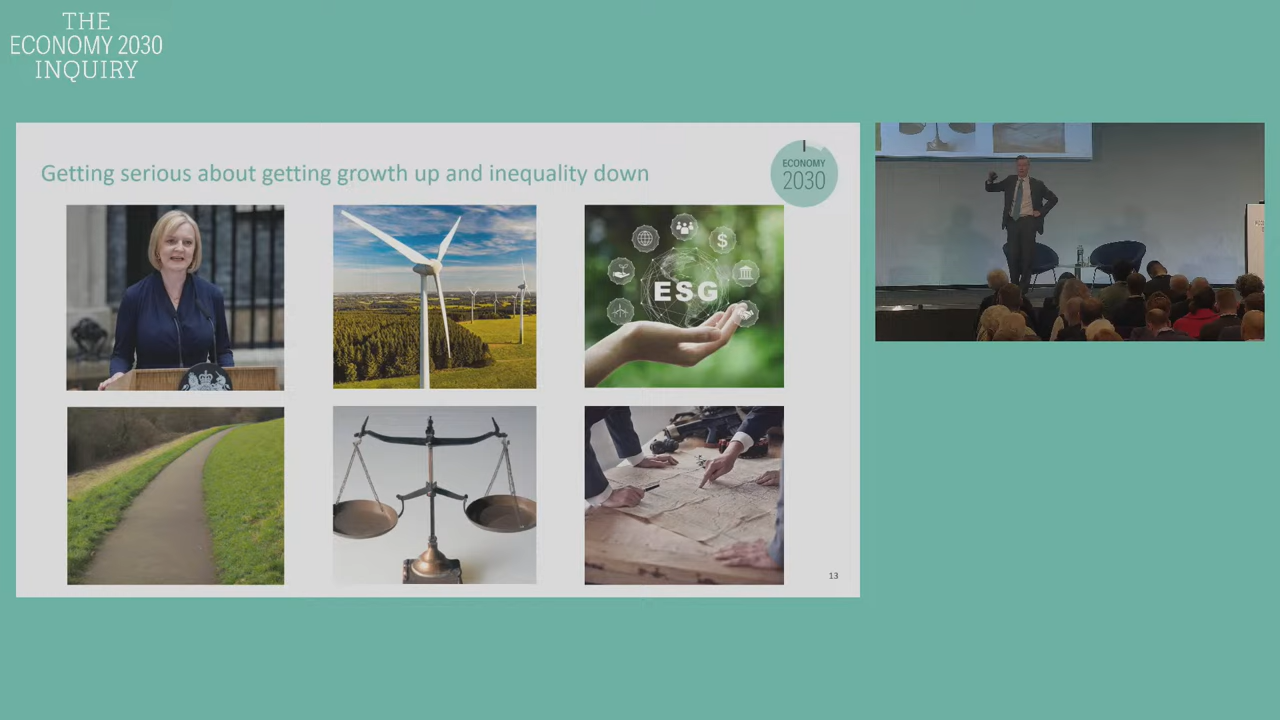 THE
ECONOMY 2030
INQUIRY
Getting serious about getting growth up and inequality down
ECONOMY
2030
$
ESG
13